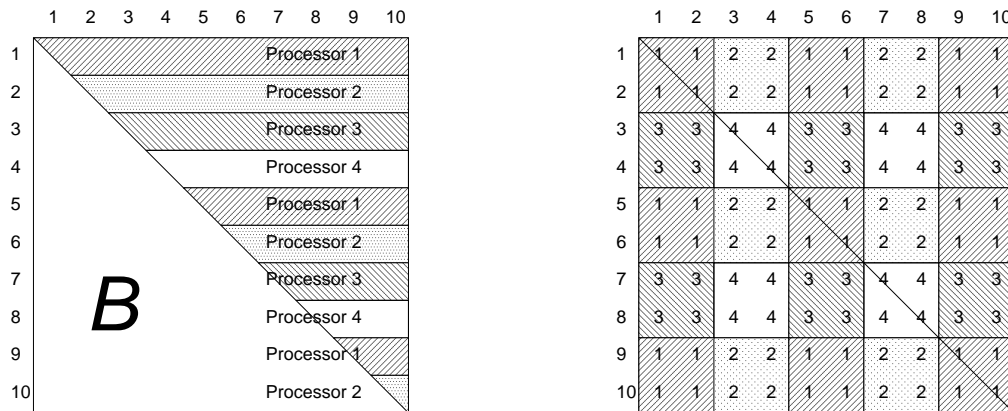 1 2 3 4 5 6 7 8 9 10
1 Processor 1
2 Processor 2
3 Processor 3
4 Processor 4
5 Processor 1
6 Processor 2
7 Processor 3
8 Processor 4
9 Processor 1
10 Processor 2
B
1 2 3 4 5 6 7 8 9 10
1 1 1 2 2 1 1 2 2 1 1
2 1 1 2 2 1 1 2 2 1 1
3 3 3 4 4 3 3 4 4 3 3
4 3 3 4 4 3 3 4 4 3 3
5 1 1 2 2 1 1 2 2 1 1
6 1 1 2 2 1 1 2 2 1 1
7 3 3 4 4 3 3 4 4 3 3
8 3 3 4 4 3 3 4 4 3 3
9 1 1 2 2 1 1 2 2 1 1
10 1 1 2 2 1 1 2 2 1 1